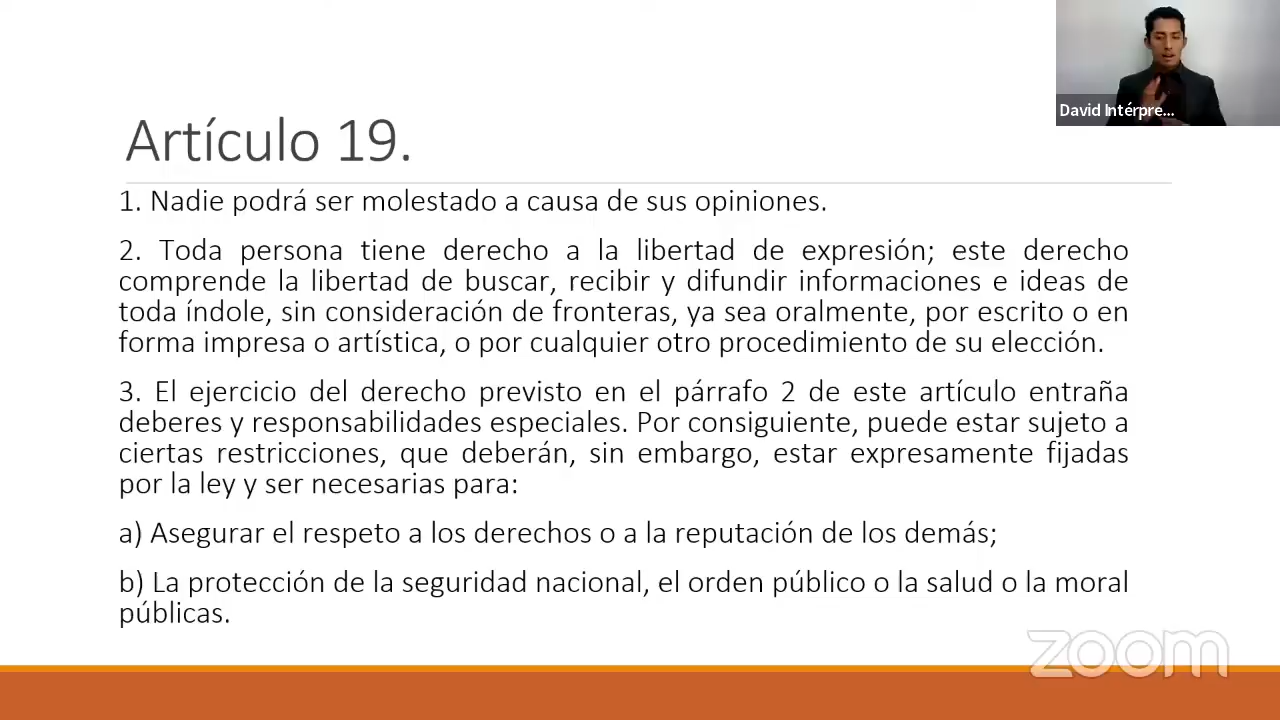 David Intérpre...
Artículo 19.
1. Nadie podrá ser molestado a causa de sus opiniones.
2. Toda persona tiene derecho a la libertad de expresión; este derecho
comprende la libertad de buscar, recibir y difundir informaciones e ideas de
toda índole, sin consideración de fronteras, ya sea oralmente, por escrito o en
forma impresa o artística, o por cualquier otro procedimiento de su elección.
3. El ejercicio del derecho previsto en el párrafo 2 de este artículo entraña
deberes y responsabilidades especiales. Por consiguiente, puede estar sujeto a
ciertas restricciones, que deberán, sin embargo, estar expresamente fijadas
por la ley y ser necesarias para:
a) Asegurar el respeto a los derechos o a la reputación de los demás;
b) La protección de la seguridad nacional, el orden público o la salud o la moral
públicas.
zoom